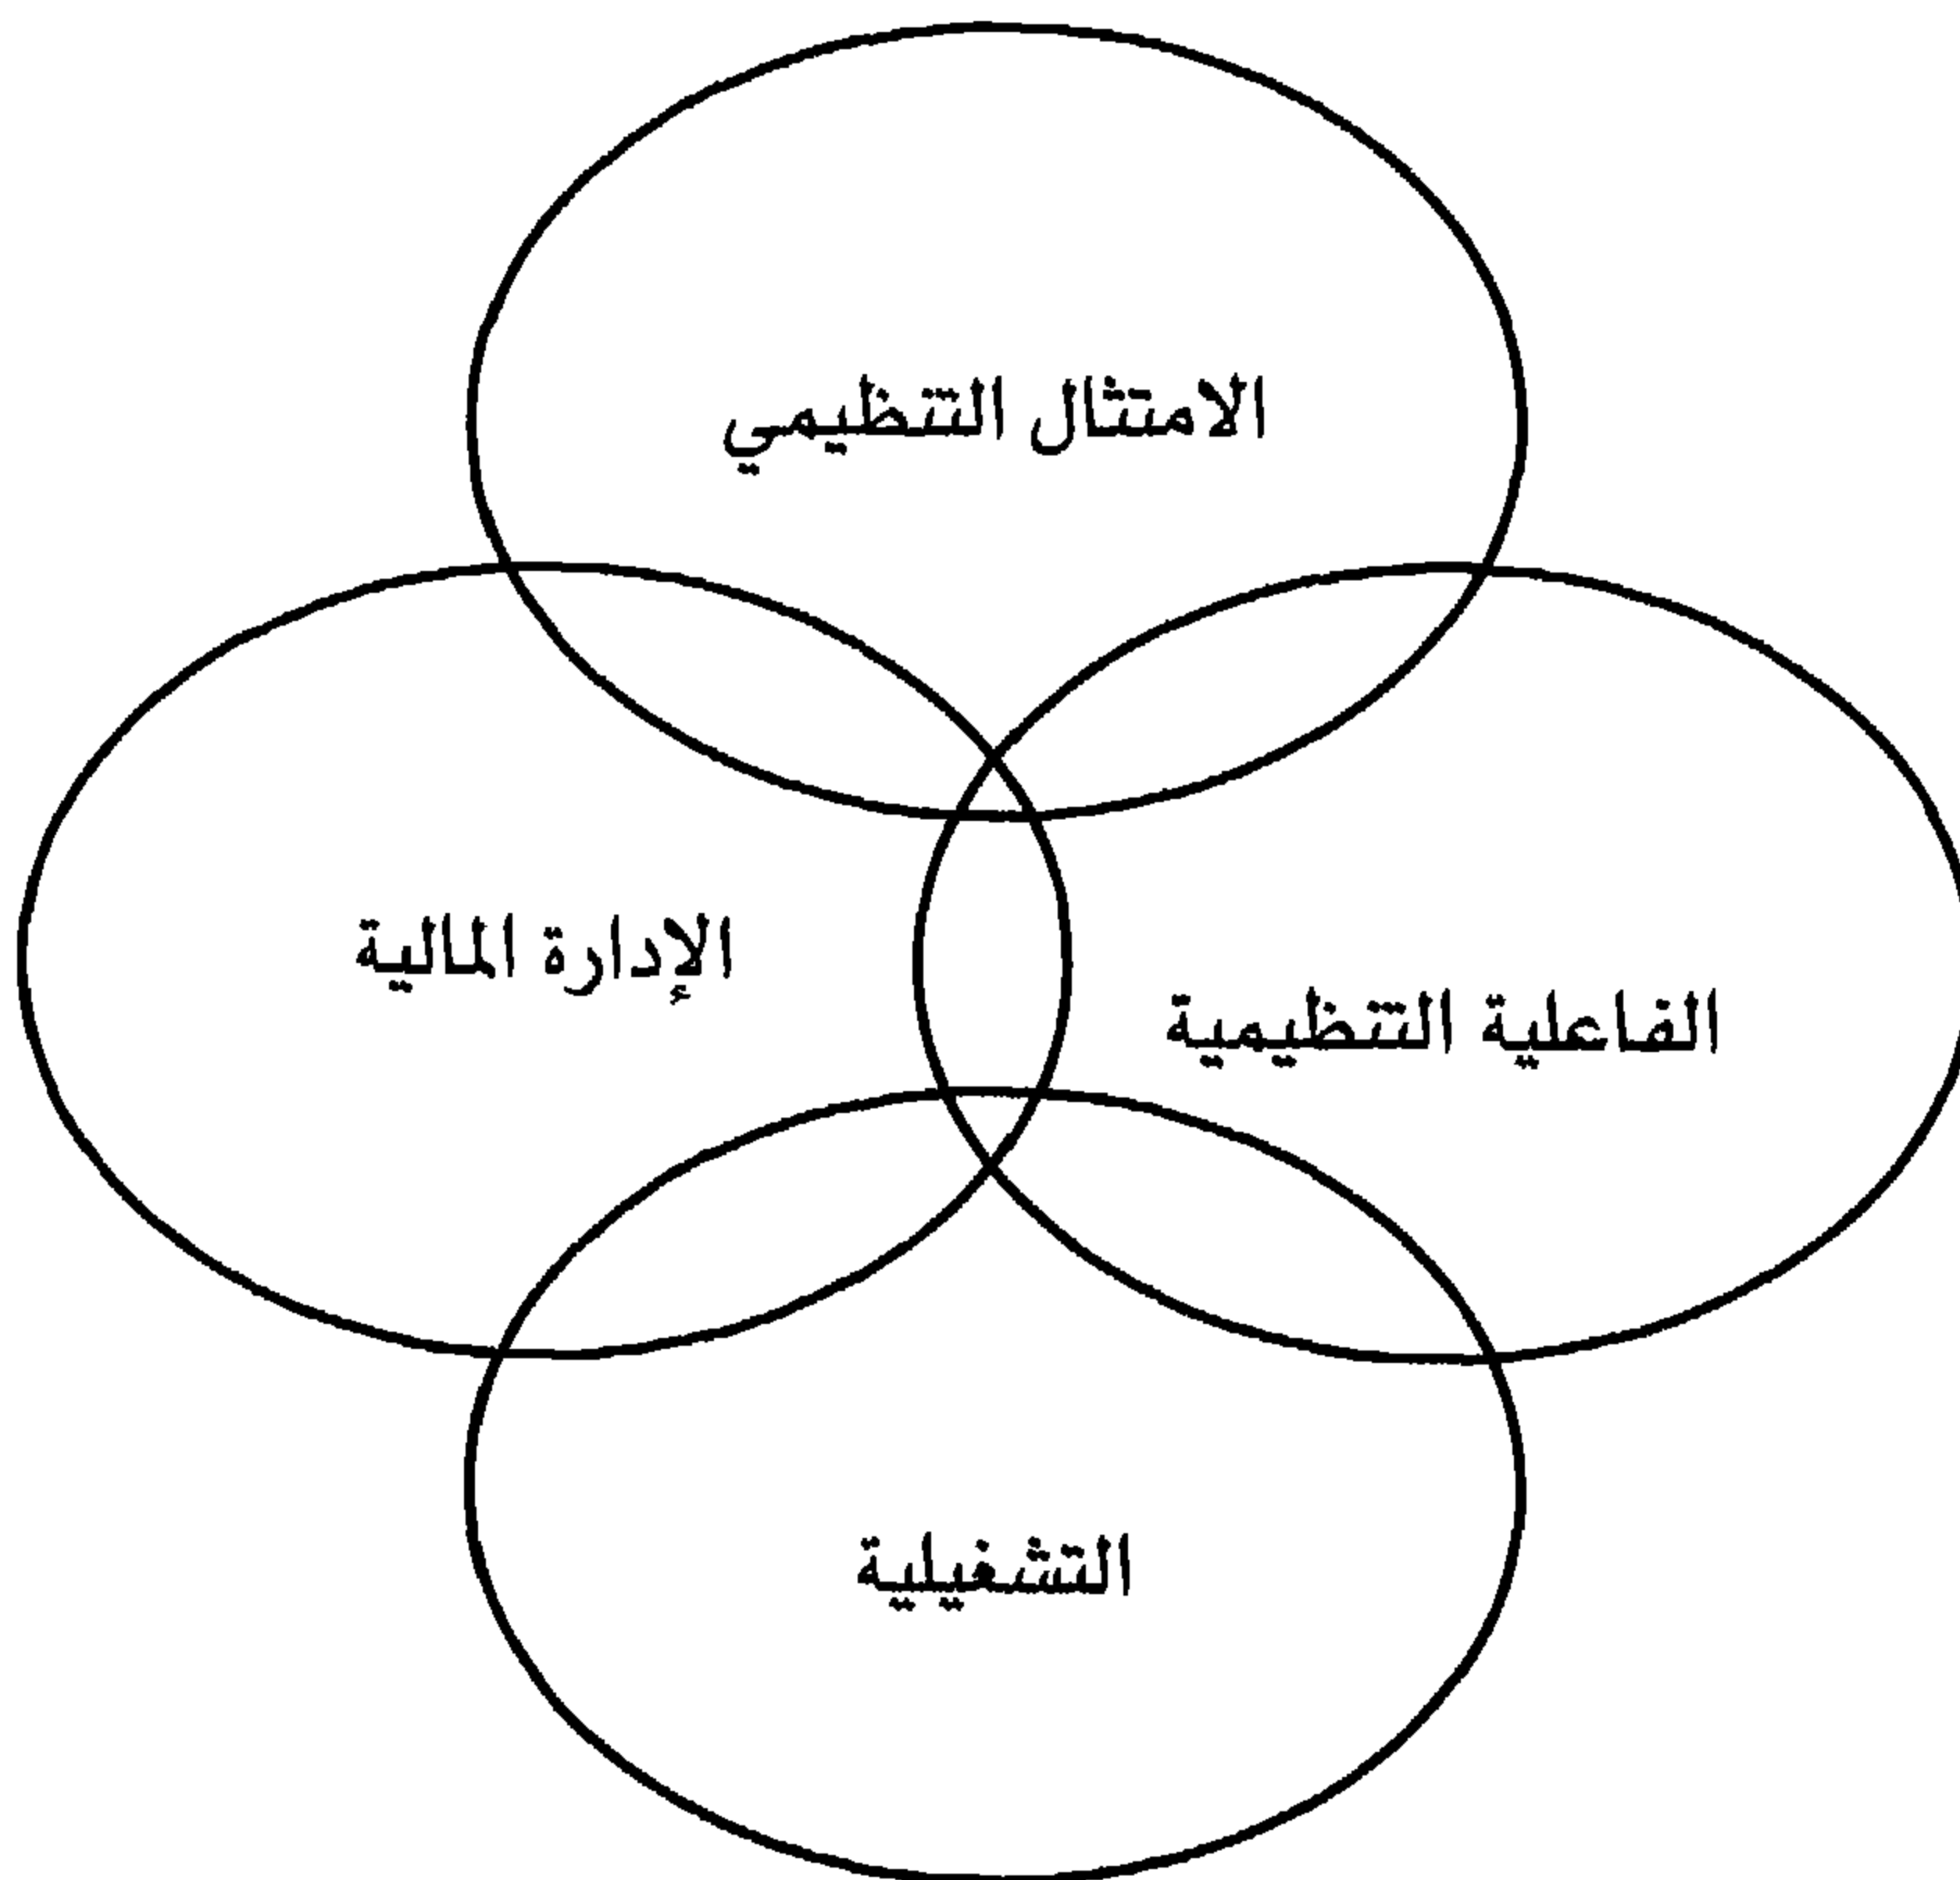 الامتثال التنظيمي
الإدارة المالية
الفاعلية التنظيمية
التشغيلية